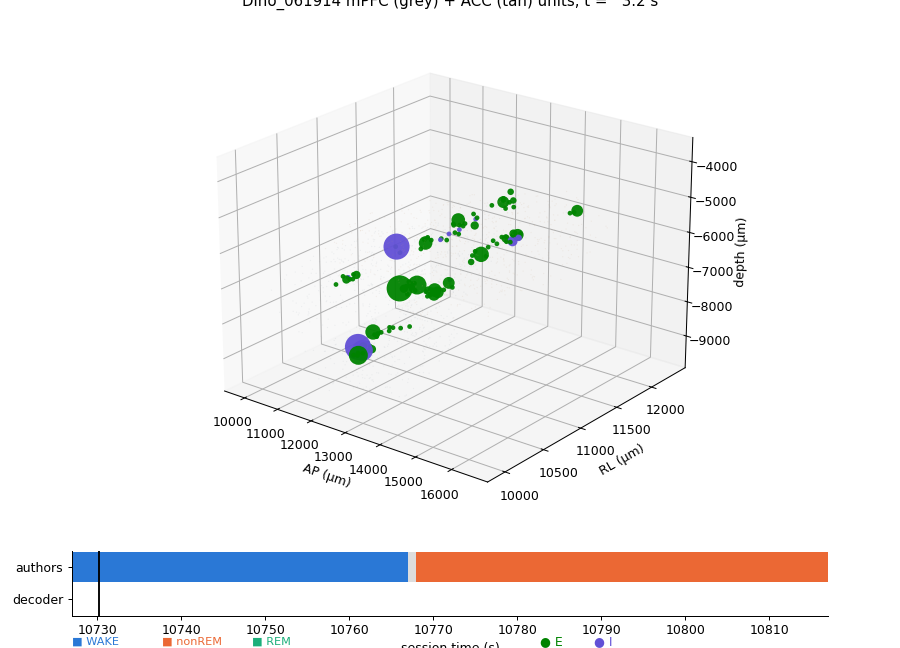 Dino_061914 mPFC (grey) + ACC (tan) units, t = 3.2 s
−4000
−5000
−6000
−7000
−8000
−9000
depth (μm)
10000
11000
12000
13000
14000
15000
16000
AP (μm)
10000
10500
11000
11500
12000
RL (μm)
authors
decoder
10730
10740
10750
10760
10770
10780
10790
10800
10810
WAKE
nonREM
REM
session time (s)
E
I